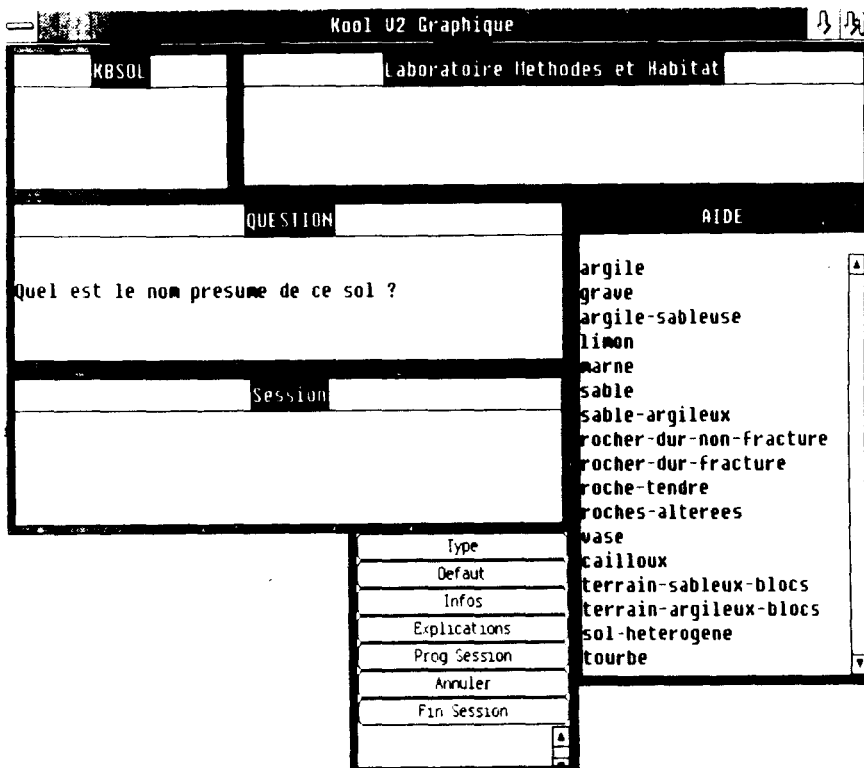 Kool V2 Graphique
KBSOL
Laboratoire Methodes et Habitat
QUESTION
Quel est le nom presume de ce sol ?
Session
AIDE
argile
grave
argile-sableuse
limon
marne
sable
sable-argileux
rocher-dur-non-fracture
rocher-dur-fracture
roche-tendre
roches-alterees
vase
cailloux
terrain-sableux-blocs
terrain-argileux-blocs
sol-heterogene
tourbe
Type
Defaut
Infos
Explications
Prog Session
Annuler
Fin Session